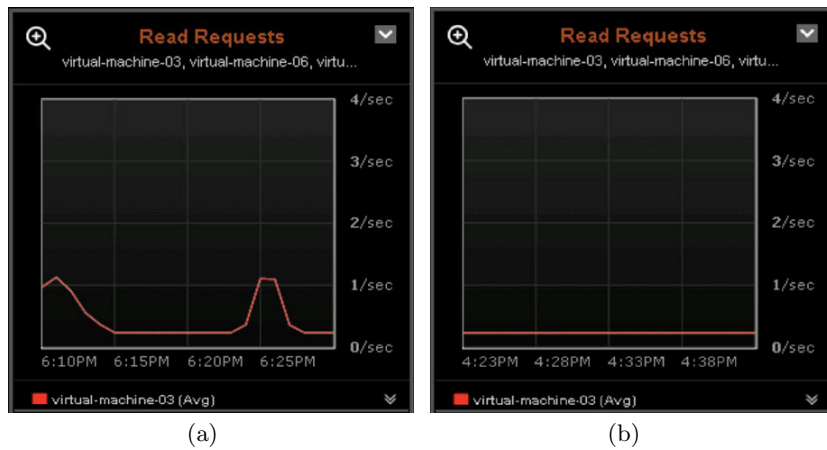 Read Requests
virtual-machine-03, virtual-machine-06, virtu...
4/sec
3/sec
2/sec
1/sec
0/sec
6:10PM 6:15PM 6:20PM 6:25PM
virtual-machine-03 (Avg)
(a)
Read Requests
virtual-machine-03, virtual-machine-06, virtu...
4/sec
3/sec
2/sec
1/sec
0/sec
4:23PM 4:28PM 4:33PM 4:38PM
virtual-machine-03 (Avg)
(b)